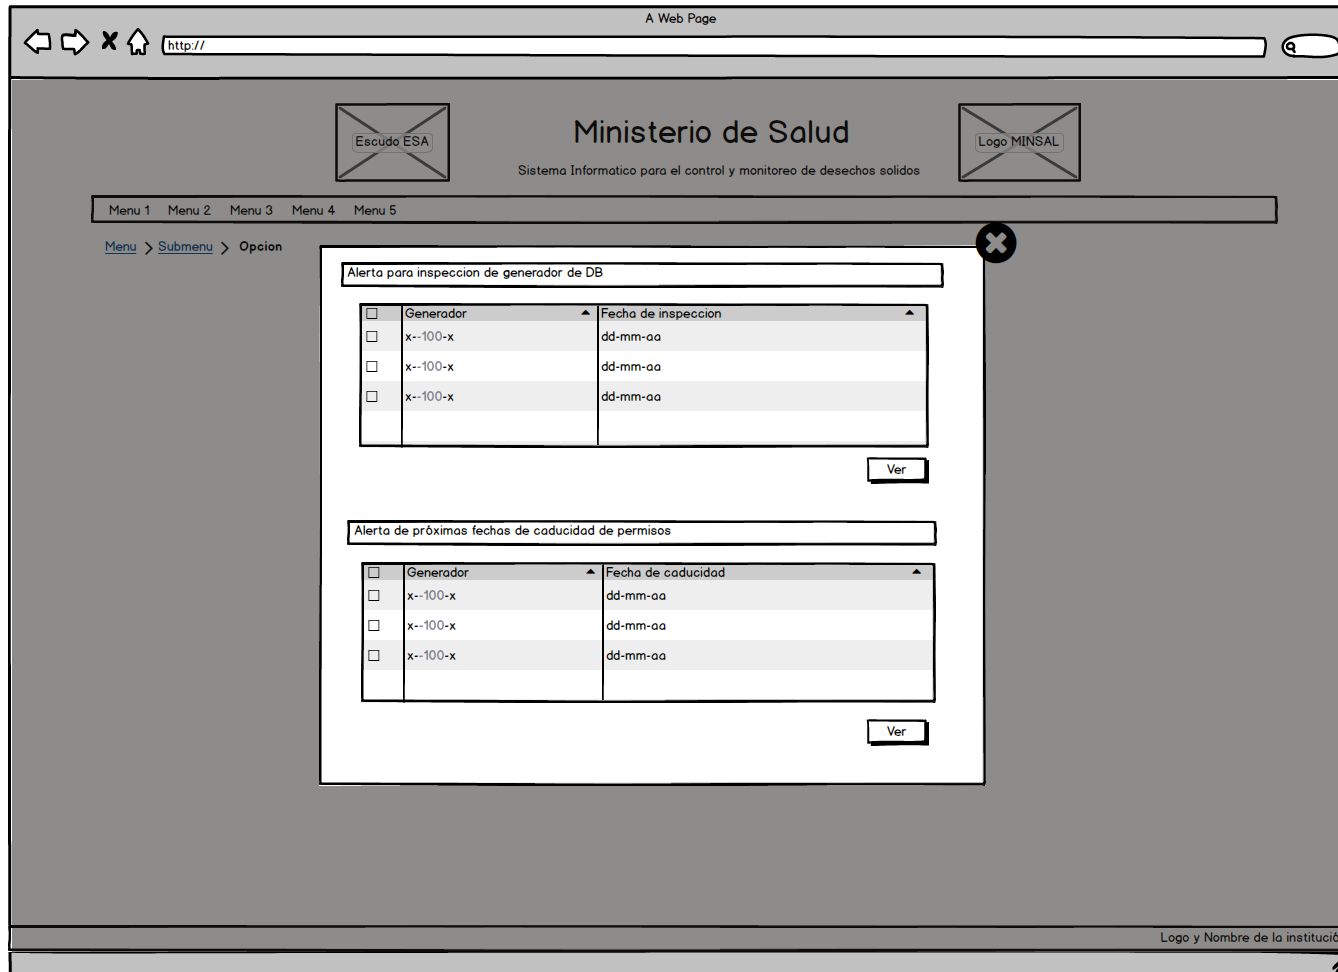 A Web Page
http://
Escudo ESA
Ministerio de Salud
Logo MINSAL
Sistema Informatico para el control y monitoreo de desechos solidos
Menu 1 Menu 2 Menu 3 Menu 4 Menu 5
Menu > Submenu > Opcion
Alerta para inspeccion de generador de DB
Generador Fecha de inspeccion
x--100-x dd-mm-aa
x--100-x dd-mm-aa
x--100-x dd-mm-aa
Ver
Alerta de próximas fechas de caducidad de permisos
Generador Fecha de caducidad
x--100-x dd-mm-aa
x--100-x dd-mm-aa
x--100-x dd-mm-aa
Ver
Logo y Nombre de la institució